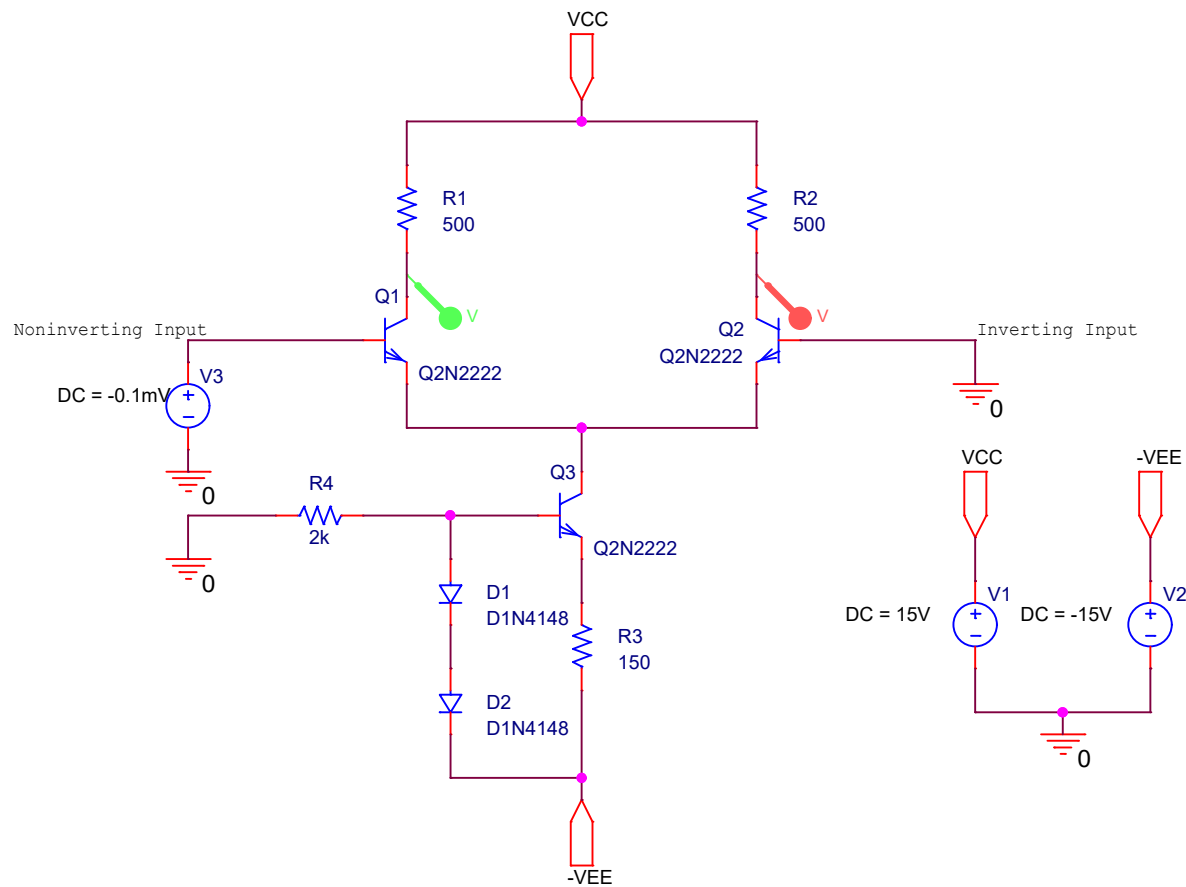 VCC
R1
500
R2
500
Q1
V
V
Noninverting Input
Q2
Inverting Input
Q2N2222
Q2N2222
V3
DC = -0.1mV
+
−
0
VCC
-VEE
Q3
R4
0
2k
Q2N2222
0
D1
D1N4148
V1
V2
DC = 15V
DC = -15V
+
−
+
−
R3
150
D2
D1N4148
0
-VEE